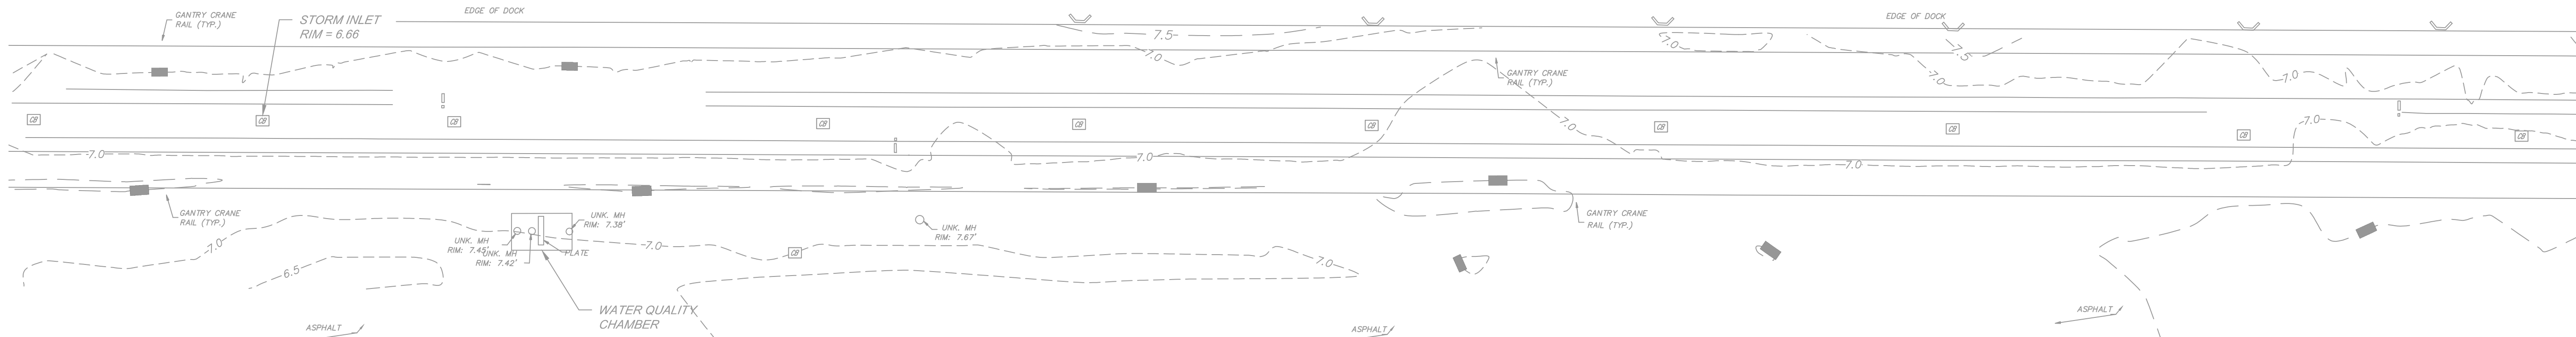 GANTRY CRANE
RAIL (TYP.)
STORM INLET
RIM = 6.66
EDGE OF DOCK
EDGE OF DOCK
7.5
7.0
7.0
7.5
GANTRY CRANE
RAIL (TYP.)
7.0
7.0
CB
CB
CB
CB
CB
CB
7.0
CB
CB
CB
7.0
CB
7.0
7.0
7.0
GANTRY CRANE
RAIL (TYP.)
GANTRY CRANE
RAIL (TYP.)
UNK. MH
RIM: 7.38'
UNK. MH
RIM: 7.67'
7.0
UNK. MH
RIM: 7.45'
UNK. MH
RIM: 7.42'
PLATE
7.0
CB
7.0
6.5
WATER QUALITY
CHAMBER
ASPHALT
ASPHALT
ASPHALT